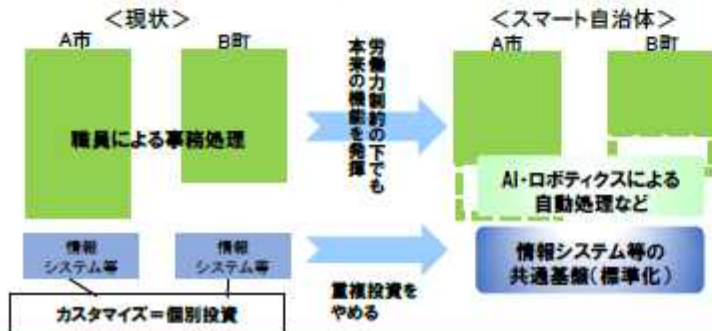 <現状>
A市
B町
職員による事務処理
情報
システム等
情報
システム等
カスタマイズ=個別投資
労働力制約の下でも
本来の機能を発揮
重複投資を
やめる
<スマート自治体>
A市
B町
AI・ロボティクスによる
自動処理など
情報システム等の
共通基盤(標準化)